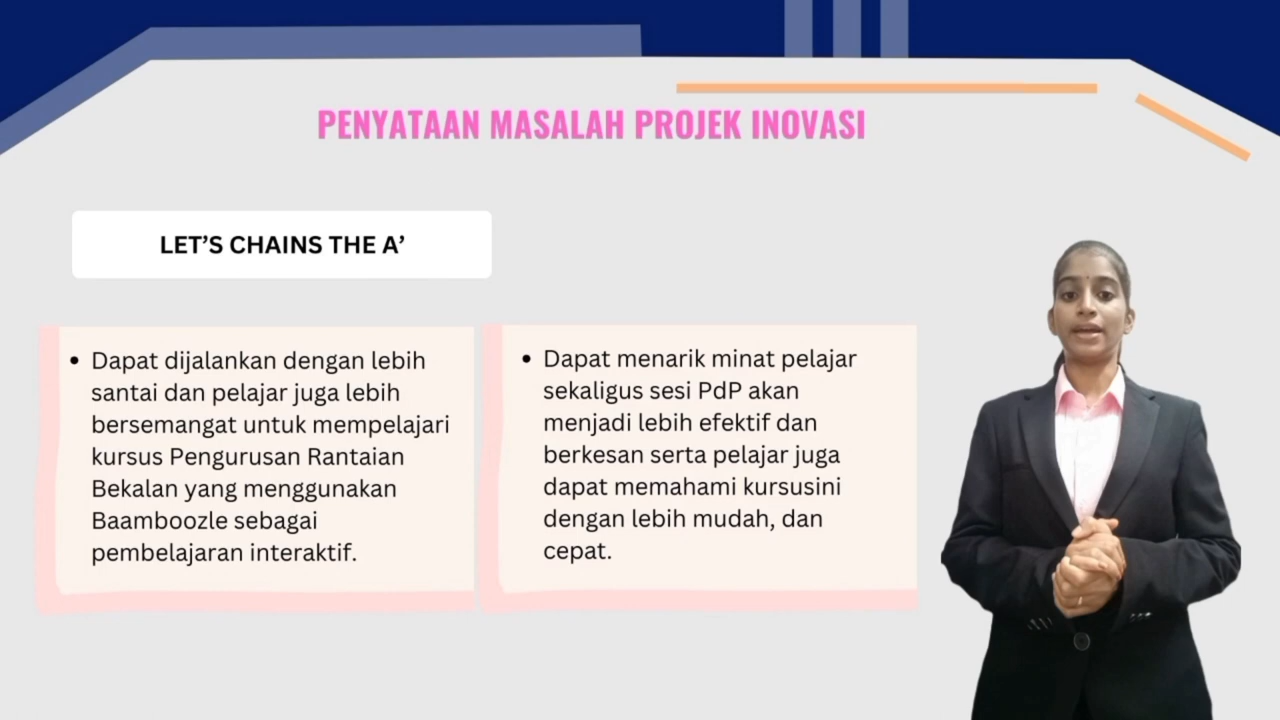 PENYATAAN MASALAH PROJEK INOVASI
LET’S CHAINS THE A’
• Dapat dijalankan dengan lebih
santai dan pelajar juga lebih
bersemangat untuk mempelajari
kursus Pengurusan Rantaian
Bekalan yang menggunakan
Baamboozle sebagai
pembelajaran interaktif.
• Dapat menarik minat pelajar
sekaligus sesi PdP akan
menjadi lebih efektif dan
berkesan serta pelajar juga
dapat memahami kursusini
dengan lebih mudah, dan
cepat.